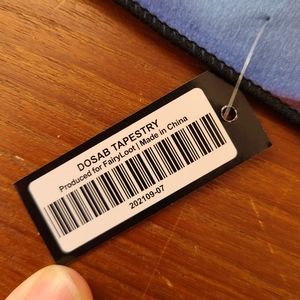 DOSAB TAPESTRY
Produced for FairyLoot | Made in China
202109-07